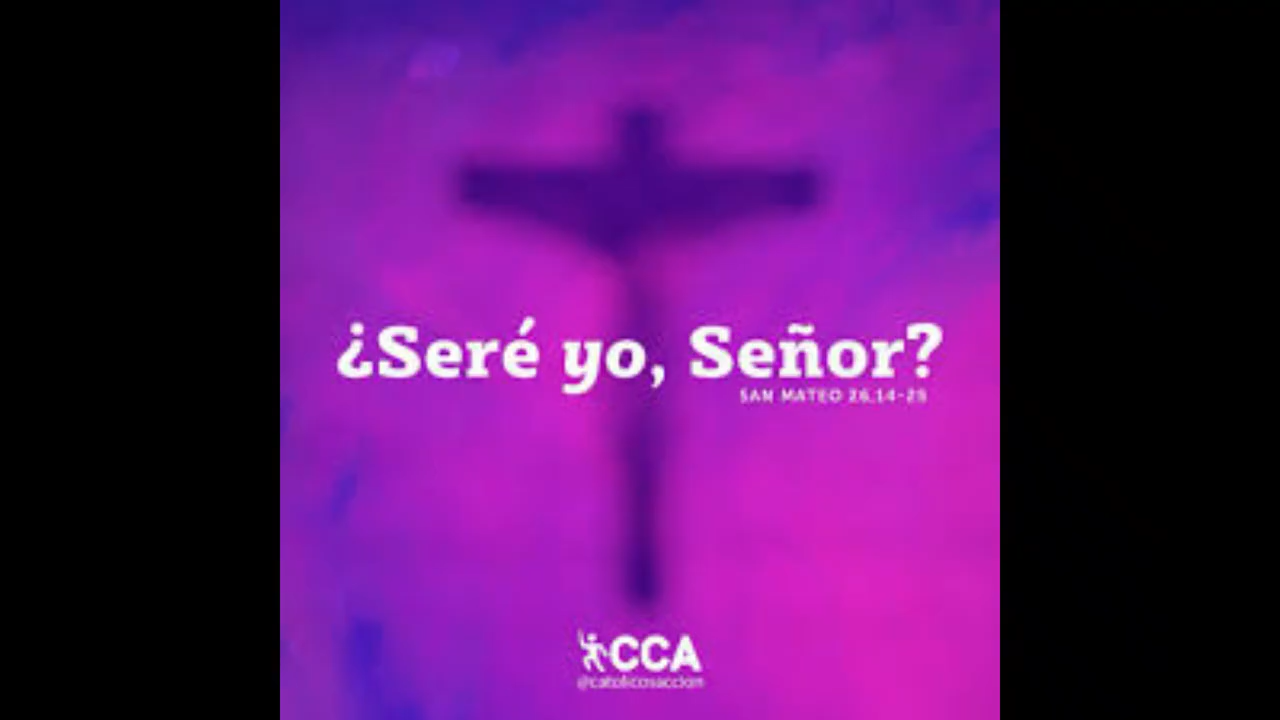 ¿Seré yo, Señor?
SAN MATEO 26,14-25
CCA
@catolicosaccion